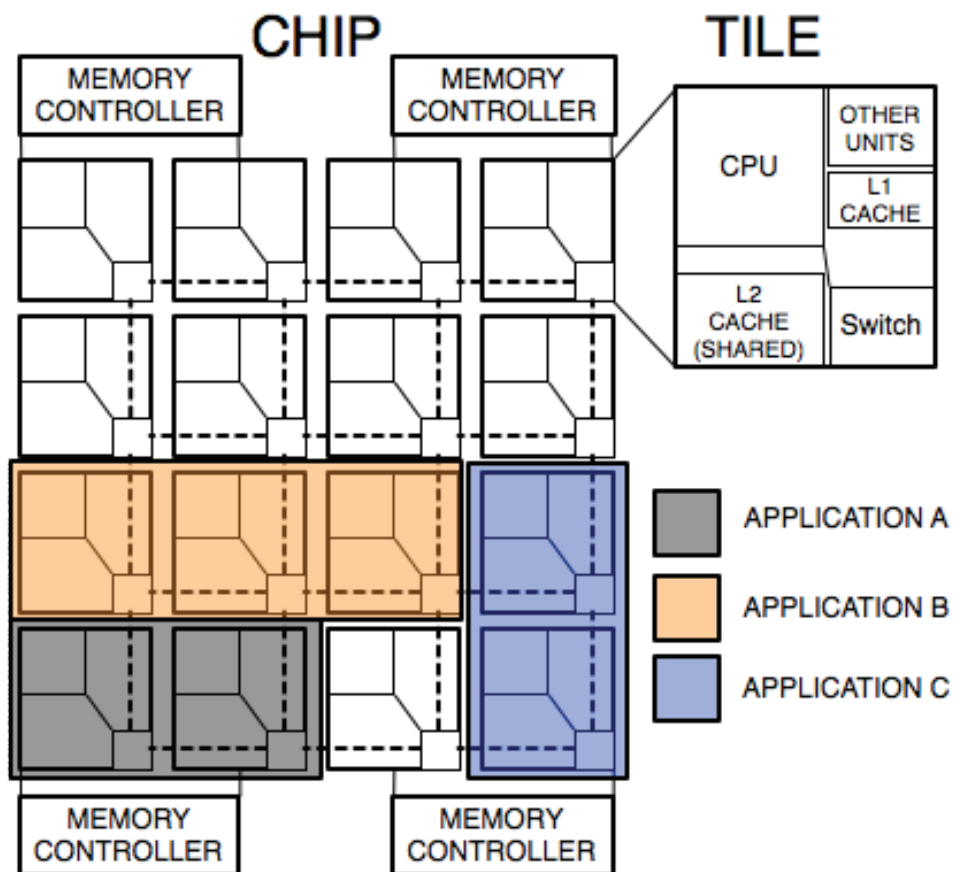 CHIP
TILE
MEMORY
CONTROLLER
MEMORY
CONTROLLER
CPU
OTHER
UNITS
L1
CACHE
L2
CACHE
(SHARED)
Switch
APPLICATION A
APPLICATION B
APPLICATION C
MEMORY
CONTROLLER
MEMORY
CONTROLLER